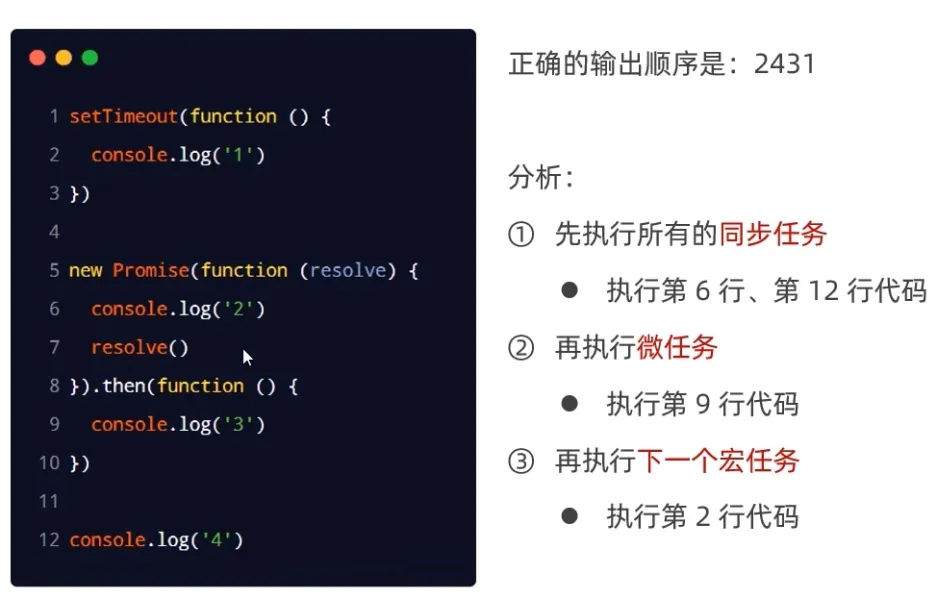 1 setTimeout(function () {
2   console.log('1')
3 })
4
5 new Promise(function (resolve) {
6   console.log('2')
7   resolve()
8 }).then(function () {
9   console.log('3')
10 })
11
12 console.log('4')
正确的输出顺序是：2431
分析：
① 先执行所有的同步任务
● 执行第 6 行、第 12 行代码
② 再执行微任务
● 执行第 9 行代码
③ 再执行下一个宏任务
● 执行第 2 行代码